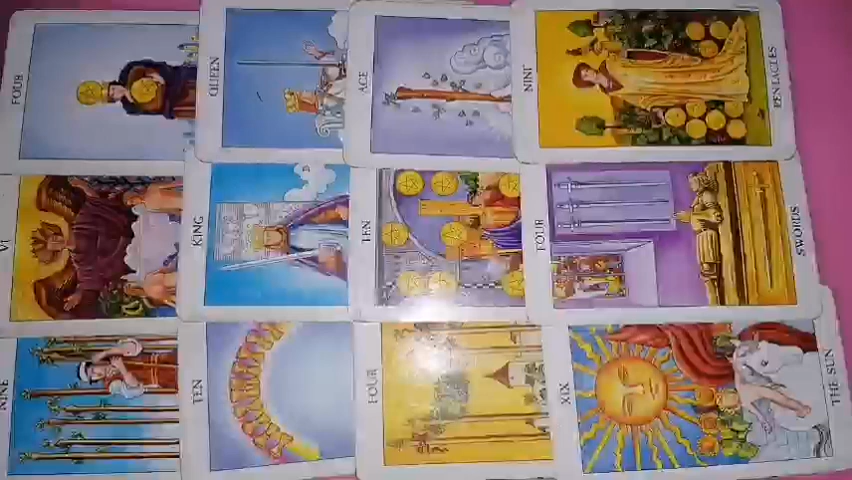 FOUR
QUEEN
ACE
NINE
PENTACLES
VI
KING
TEN
FOUR
SWORDS
NINE
TEN
FOUR
XIX
THE SUN